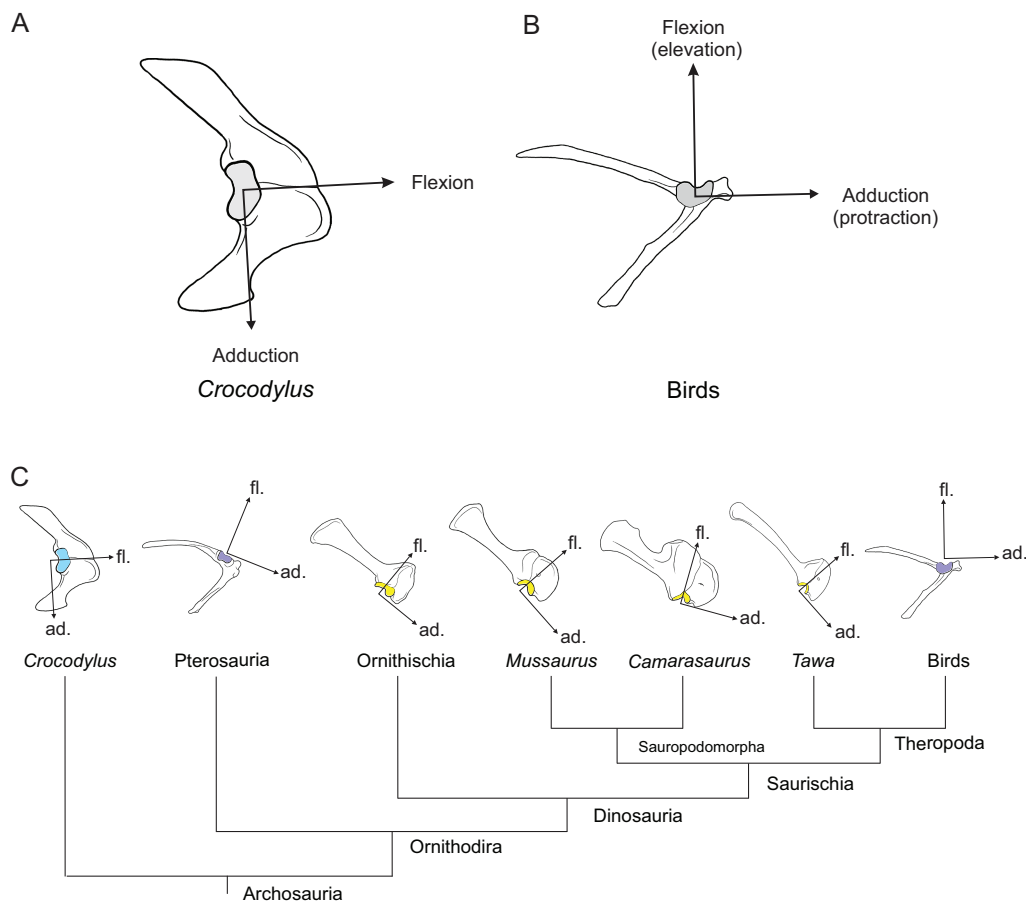 A
B
Flexion
(elevation)
Flexion
Adduction
(protraction)
Adduction
Crocodylus
Birds
C
fl.
ad.
fl.
ad.
fl.
ad.
fl.
ad.
fl.
ad.
fl.
ad.
fl.
ad.
Crocodylus Pterosauria Ornithischia Mussaurus Camarasaurus Tawa Birds
Sauropodomorpha
Theropoda
Saurischia
Dinosauria
Ornithodira
Archosauria